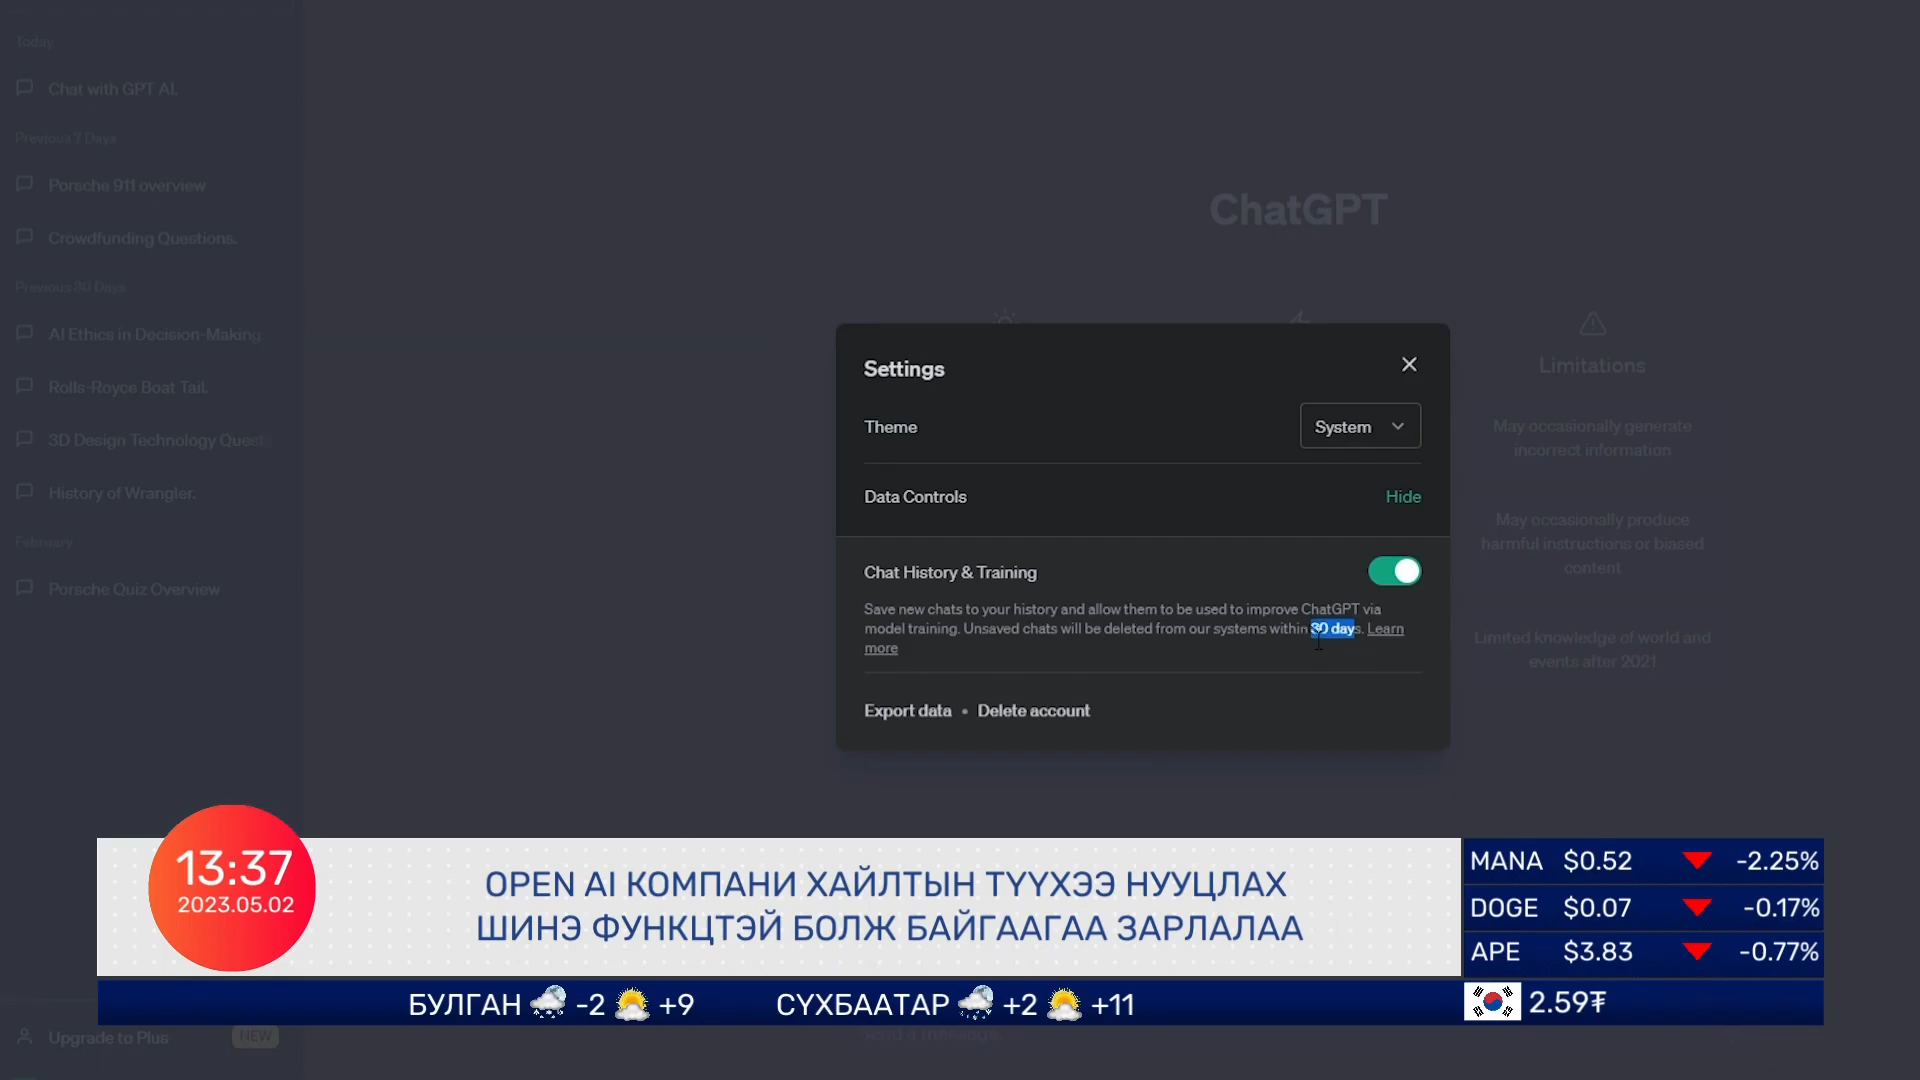 Today
Chat with GPT AI.
Previous 7 Days
Porsche 911 overview
Crowdfunding Questions.
Previous 30 Days
AI Ethics in Decision-Making
Rolls-Royce Boat Tail.
3D Design Technology Quest
History of Wrangler.
February
Porsche Quiz Overview
Upgrade to Plus
NEW
ChatGPT
Limitations
May occasionally generate
incorrect information
May occasionally produce
harmful instructions or biased
content
Limited knowledge of world and
events after 2021
Settings
Theme
System
Data Controls
Hide
Chat History & Training
Save new chats to your history and allow them to be used to improve ChatGPT via
model training. Unsaved chats will be deleted from our systems within 30 days. Learn
more
Export data • Delete account
Send a message.
13:37
2023.05.02
OPEN AI КОМПАНИ ХАЙЛТЫН ТҮҮХЭЭ НУУЦЛАХ
ШИНЭ ФУНКЦТЭЙ БОЛЖ БАЙГААГАА ЗАРЛАЛАА
MANA $0.52 -2.25%
DOGE $0.07 -0.17%
APE $3.83 -0.77%
БУЛГАН -2 +9 СҮХБААТАР +2 +11
2.59₮